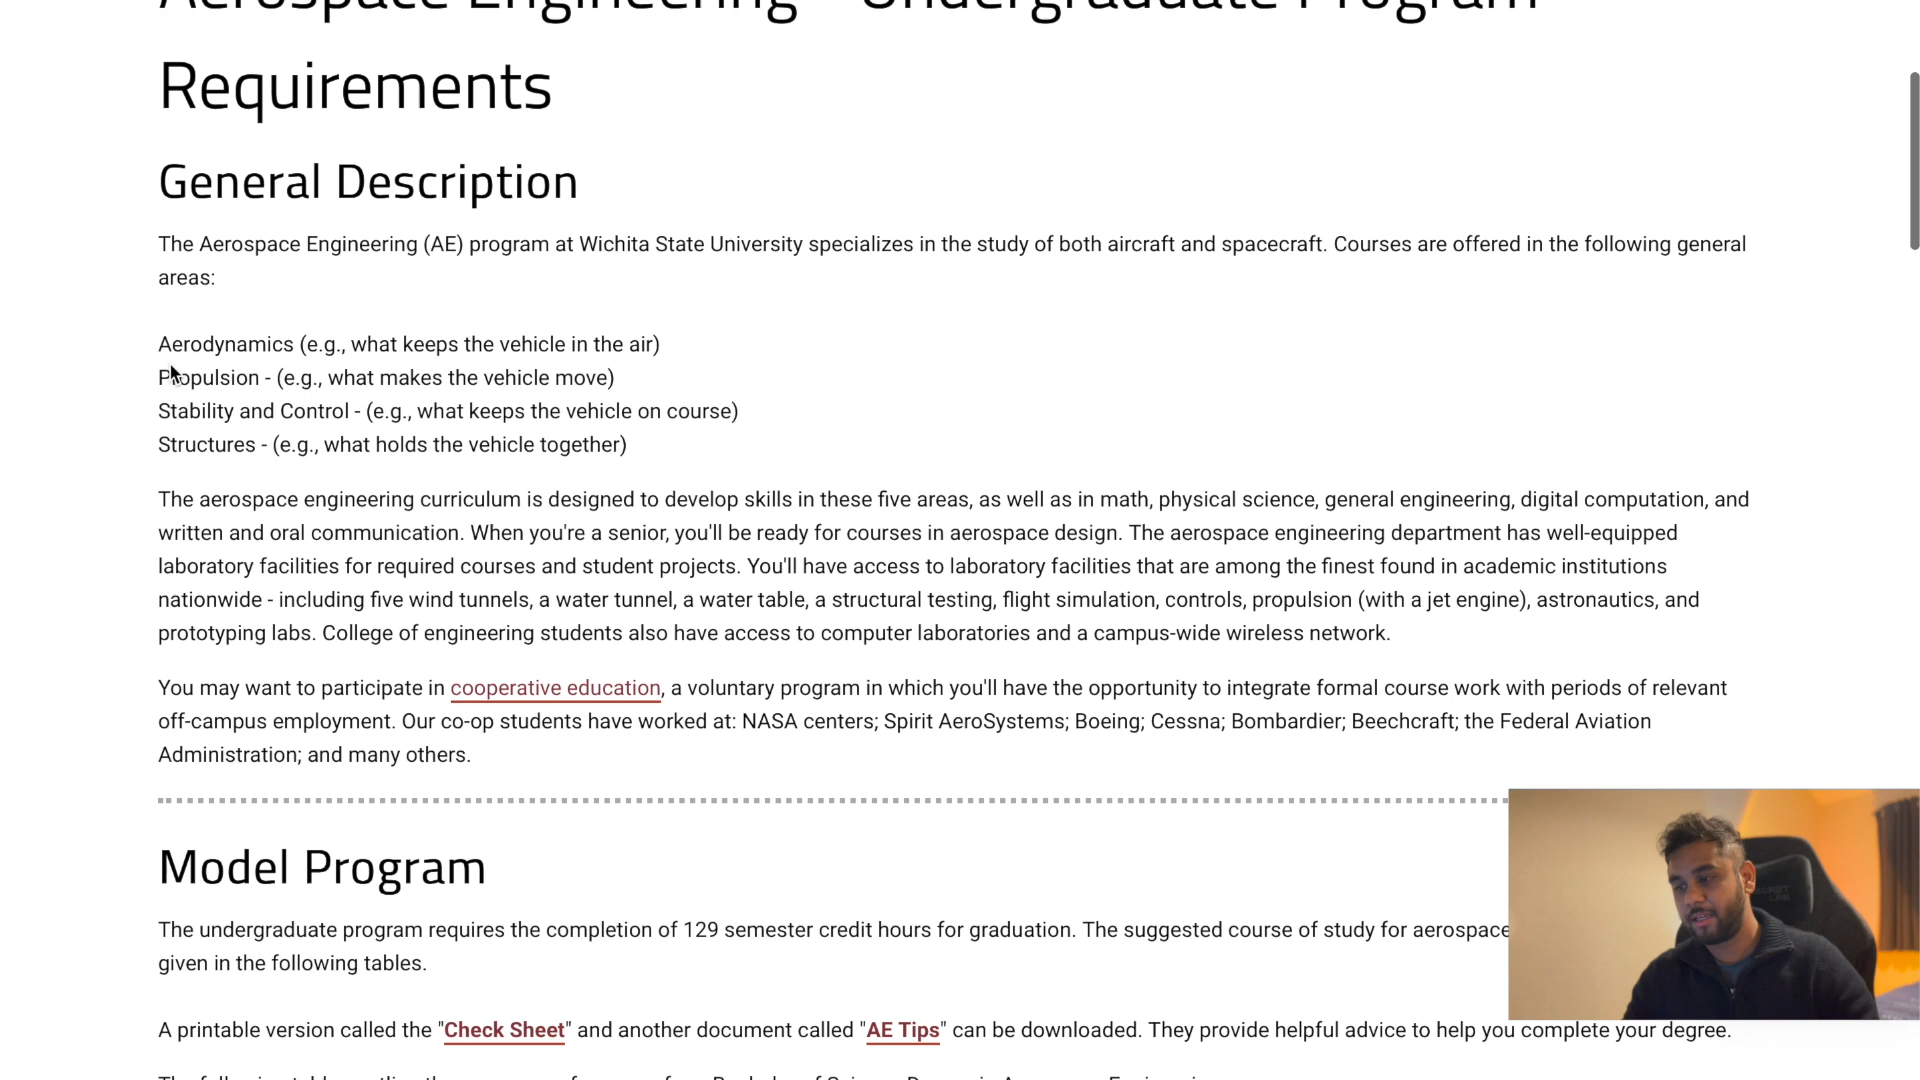 Aerospace Engineering - Undergraduate Program
Requirements
General Description
The Aerospace Engineering (AE) program at Wichita State University specializes in the study of both aircraft and spacecraft. Courses are offered in the following general
areas:
Aerodynamics (e.g., what keeps the vehicle in the air)
Propulsion - (e.g., what makes the vehicle move)
Stability and Control - (e.g., what keeps the vehicle on course)
Structures - (e.g., what holds the vehicle together)
The aerospace engineering curriculum is designed to develop skills in these five areas, as well as in math, physical science, general engineering, digital computation, and
written and oral communication. When you're a senior, you'll be ready for courses in aerospace design. The aerospace engineering department has well-equipped
laboratory facilities for required courses and student projects. You'll have access to laboratory facilities that are among the finest found in academic institutions
nationwide - including five wind tunnels, a water tunnel, a water table, a structural testing, flight simulation, controls, propulsion (with a jet engine), astronautics, and
prototyping labs. College of engineering students also have access to computer laboratories and a campus-wide wireless network.
You may want to participate in cooperative education, a voluntary program in which you'll have the opportunity to integrate formal course work with periods of relevant
off-campus employment. Our co-op students have worked at: NASA centers; Spirit AeroSystems; Boeing; Cessna; Bombardier; Beechcraft; the Federal Aviation
Administration; and many others.
Model Program
The undergraduate program requires the completion of 129 semester credit hours for graduation. The suggested course of study for aerospace
given in the following tables.
A printable version called the "Check Sheet" and another document called "AE Tips" can be downloaded. They provide helpful advice to help you complete your degree.